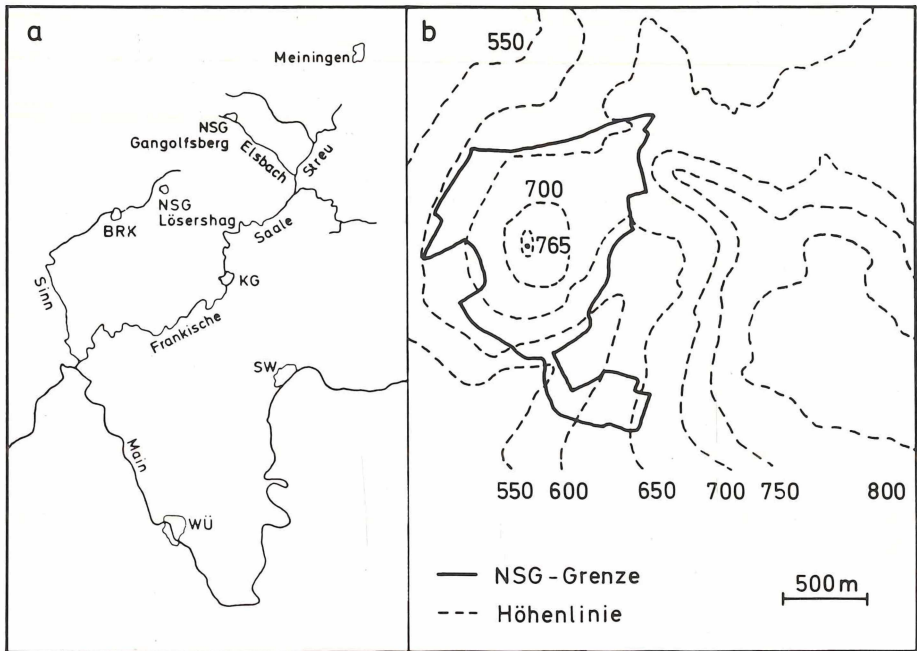 a
Meiningen
NSG
Gangolfsberg
Elsbach
Streu
NSG
Lösershag
BRK
Saale
Sinn
KG
Fränkische
SW
Main
WÜ
b
550
700
765
550 600 650 700 750 800
NSG-Grenze
Höhenlinie
500m